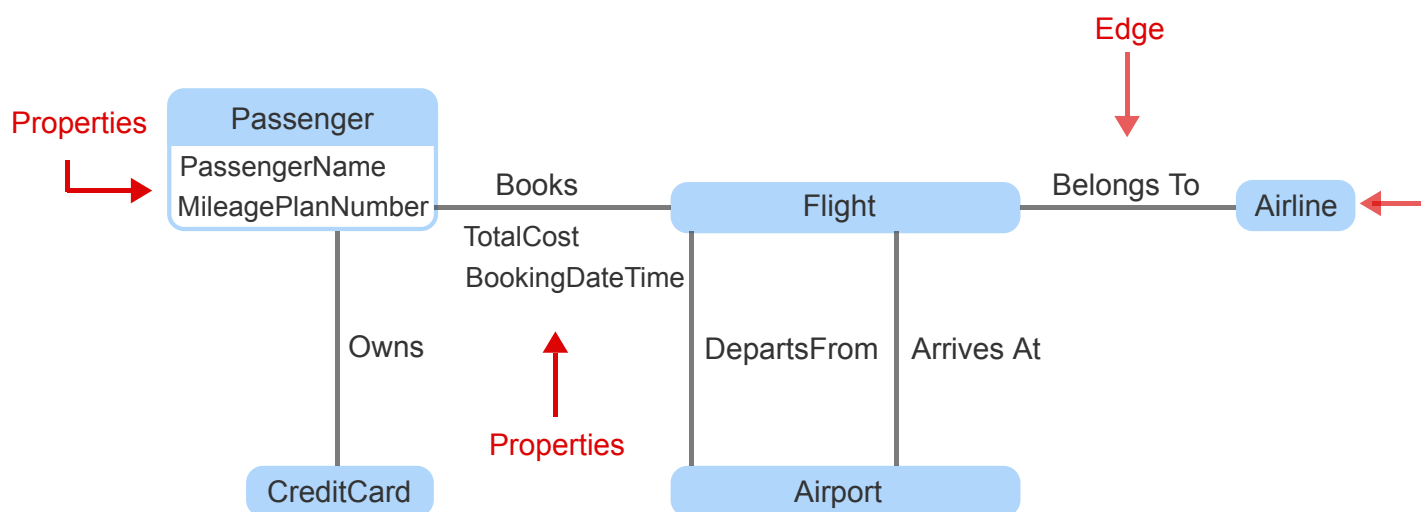 Edge
Properties
Passenger
PassengerName
MileagePlanNumber
Books
TotalCost
BookingDateTime
Flight
Belongs To
Airline
Owns
DepartsFrom
Arrives At
Properties
CreditCard
Airport